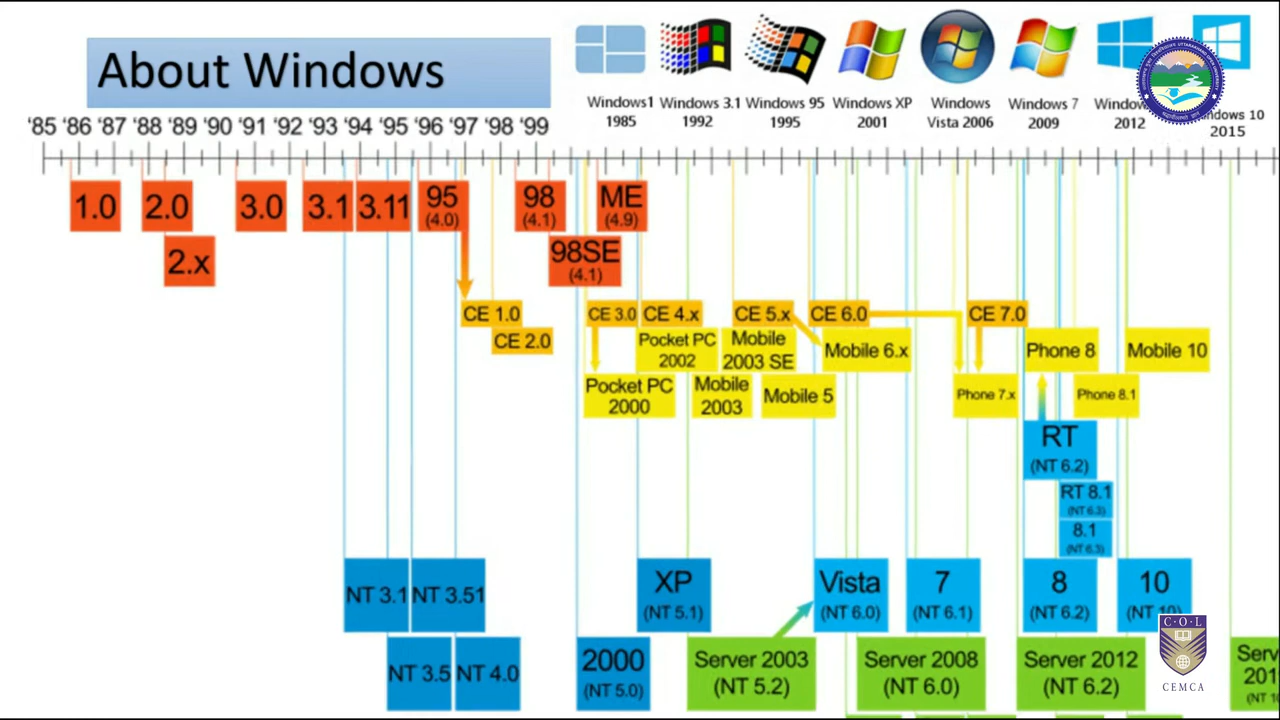 About Windows
Windows1
1985
Windows 3.1
1992
Windows 95
1995
Windows XP
2001
Windows
Vista 2006
Windows 7
2009
2012
10
2015
'85 '86 '87 '88 '89 '90 '91 '92 '93 '94 '95 '96 '97 '98 '99
1.0
2.0
3.0
3.1
3.11
95
(4.0)
98
(4.1)
ME
(4.9)
2.x
98SE
(4.1)
CE 1.0
CE 3.0
CE 4.x
CE 5.x
CE 6.0
CE 7.0
CE 2.0
Pocket PC
2002
Mobile
2003 SE
Mobile 6.x
Phone 8
Mobile 10
Pocket PC
2000
Mobile
2003
Mobile 5
Phone 7.x
Phone 8.1
RT
(NT 6.2)
RT 8.1
(NT 6.3)
8.1
(NT 6.3)
NT 3.1
NT 3.51
XP
(NT 5.1)
Vista
(NT 6.0)
7
(NT 6.1)
8
(NT 6.2)
10
(NT 10)
NT 3.5
NT 4.0
2000
(NT 5.0)
Server 2003
(NT 5.2)
Server 2008
(NT 6.0)
Server 2012
(NT 6.2)
C·O·L
CEMCA